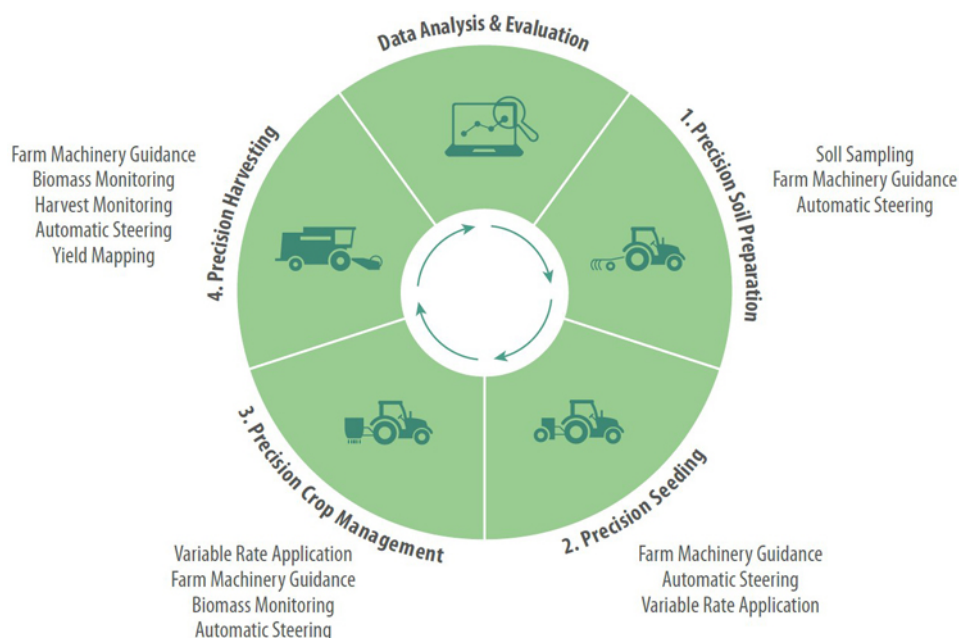 Data Analysis & Evaluation
1. Precision Soil Preparation
Soll Sampling
Farm Machinery Guidance
Automatic Steering
2. Precision Seeding
Farm Machinery Guidance
Automatic Steering
Variable Rate Application
3. Precision Crop Management
Variable Rate Application
Farm Machinery Guidance
Biomass Monitoring
Automatic Steering
4. Precision Harvesting
Farm Machinery Guidance
Biomass Monitoring
Harvest Monitoring
Automatic Steering
Yield Mapping